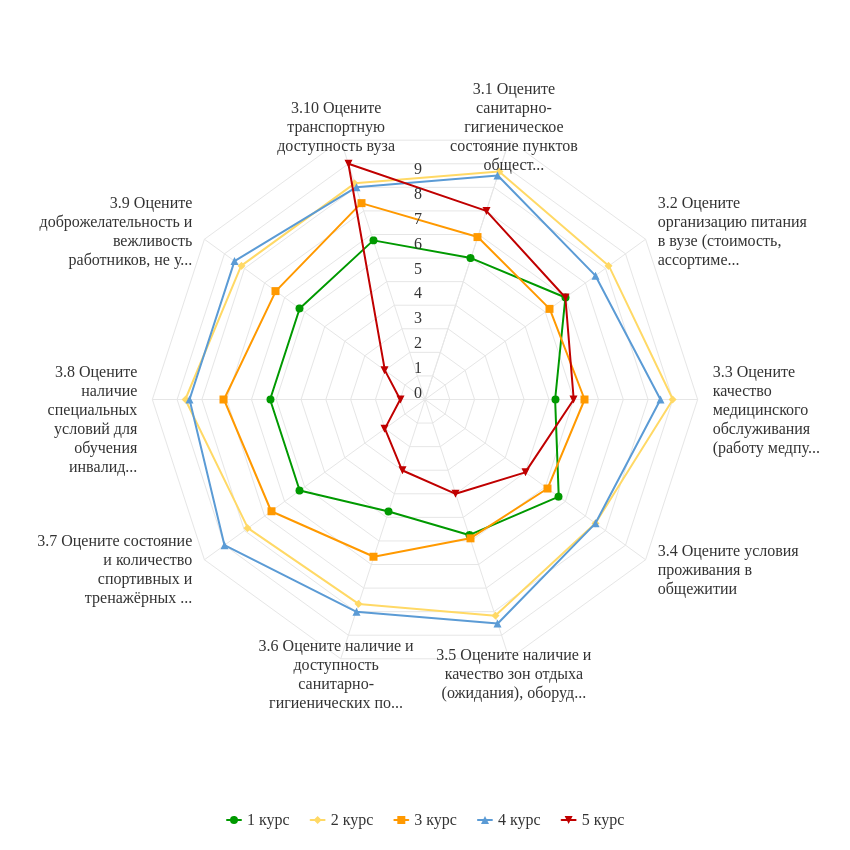 3.1 Оцените
санитарно-
гигиеническое
состояние пунктов
общест...
3.10 Оцените
транспортную
доступность вуза
3.2 Оцените
организацию питания
в вузе (стоимость,
ассортиме...
3.9 Оцените
доброжелательность и
вежливость
работников, не у...
9
8
7
6
5
4
3
2
1
0
3.3 Оцените
качество
медицинского
обслуживания
(работу медпу...
3.8 Оцените
наличие
специальных
условий для
обучения
инвалид...
3.4 Оцените условия
проживания в
общежитии
3.7 Оцените состояние
и количество
спортивных и
тренажёрных ...
3.6 Оцените наличие и
доступность
санитарно-
гигиенических по...
3.5 Оцените наличие и
качество зон отдыха
(ожидания), оборуд...
1 курс 2 курс 3 курс 4 курс 5 курс